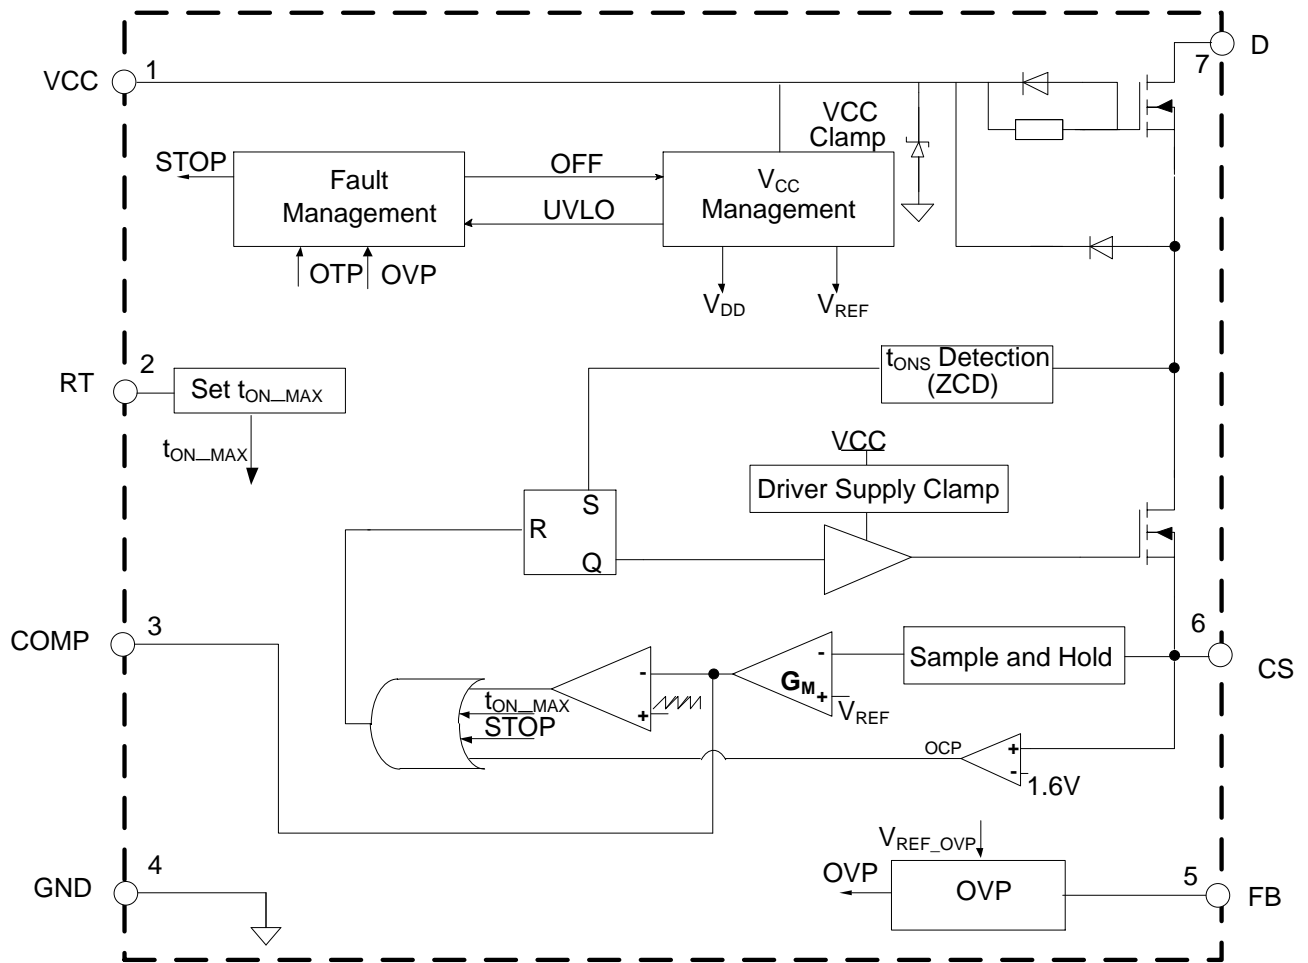 D
7
1
VCC
VCC
Clamp
STOP
Fault
Management
OFF
UVLO
VCC
Management
OTP
OVP
VDD
VREF
2
RT
Set tON_MAX
tON_MAX
tONS Detection
(ZCD)
VCC
Driver Supply Clamp
S
R
Q
COMP
3
6
CS
-
+
GM
-
+
VREF
Sample and Hold
tON_MAX
STOP
OCP
+
-
1.6V
4
GND
VREF_OVP
OVP
OVP
5
FB